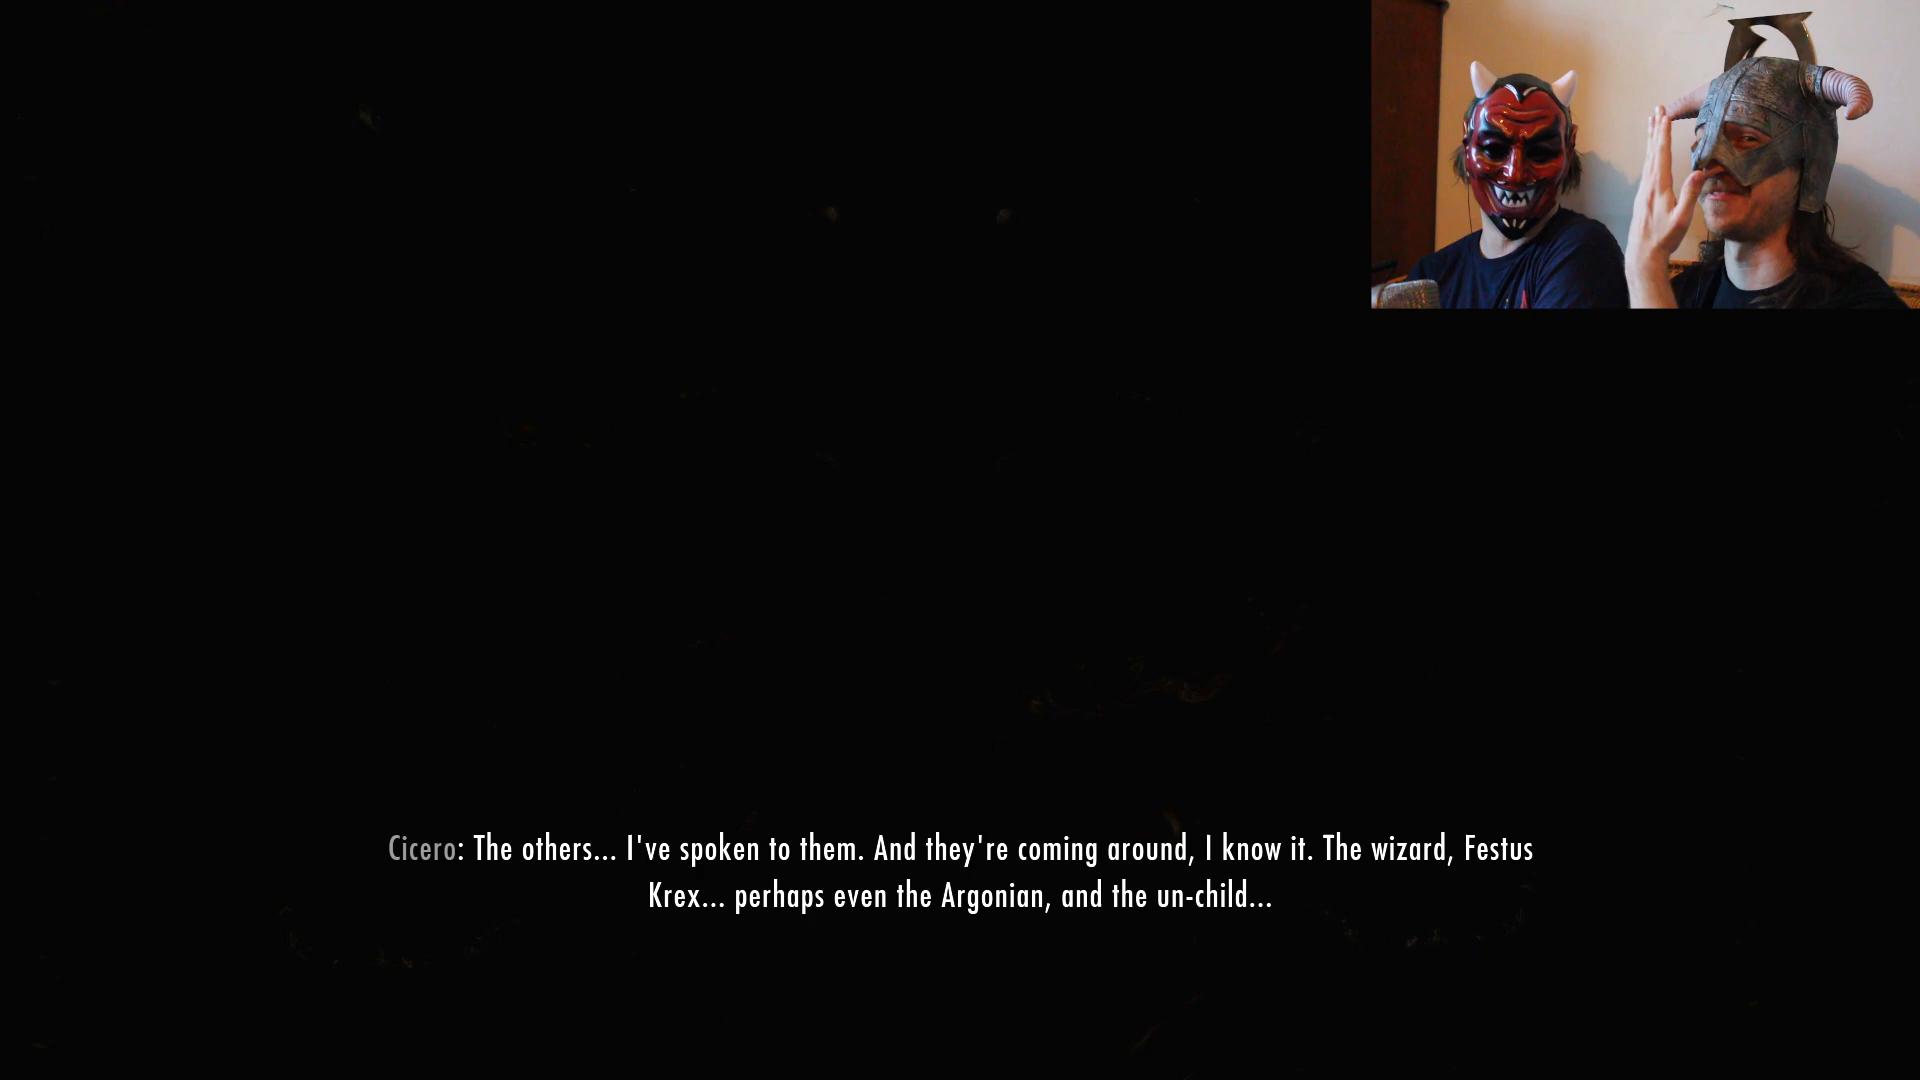 Cicero: The others... I've spoken to them. And they're coming around, I know it. The wizard, Festus
Krex... perhaps even the Argonian, and the un-child...